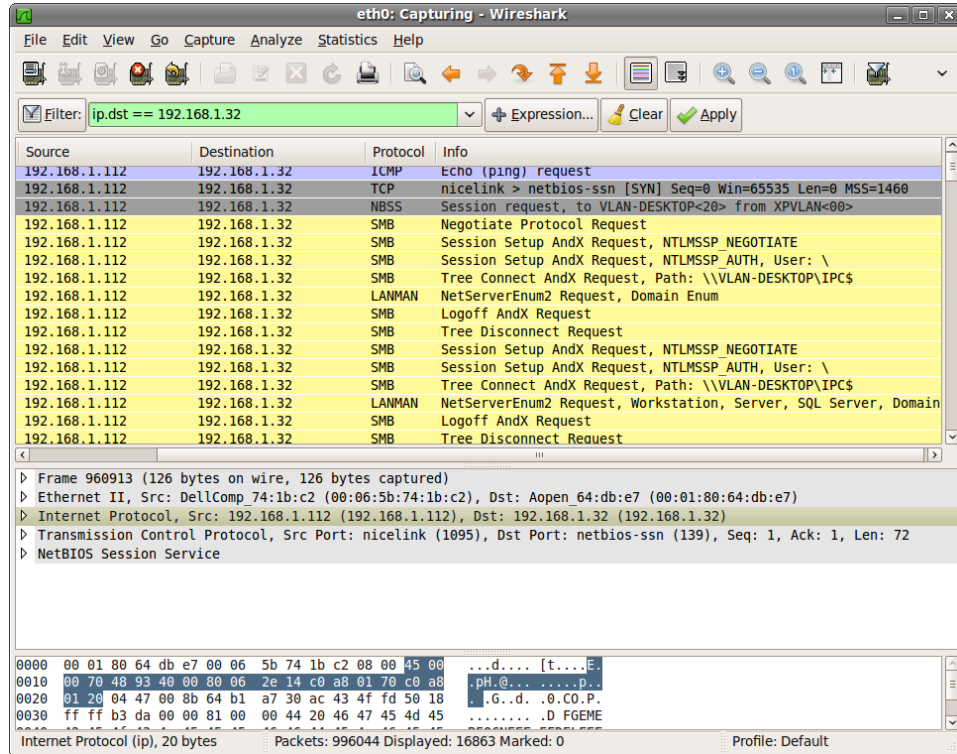 eth0: Capturing - Wireshark
File Edit View Go Capture Analyze Statistics Help
Filter: ip.dst == 192.168.1.32 Expression... Clear Apply
Source Destination Protocol Info
192.168.1.112 192.168.1.32 ICMP Echo (ping) request
192.168.1.112 192.168.1.32 TCP nicelink > netbios-ssn [SYN] Seq=0 Win=65535 Len=0 MSS=1460
192.168.1.112 192.168.1.32 NBSS Session request, to VLAN-DESKTOP<20> from XPVLAN<00>
192.168.1.112 192.168.1.32 SMB Negotiate Protocol Request
192.168.1.112 192.168.1.32 SMB Session Setup AndX Request, NTLMSSP_NEGOTIATE
192.168.1.112 192.168.1.32 SMB Session Setup AndX Request, NTLMSSP_AUTH, User: \
192.168.1.112 192.168.1.32 SMB Tree Connect AndX Request, Path: \\VLAN-DESKTOP\IPC$
192.168.1.112 192.168.1.32 LANMAN NetServerEnum2 Request, Domain Enum
192.168.1.112 192.168.1.32 SMB Logoff AndX Request
192.168.1.112 192.168.1.32 SMB Tree Disconnect Request
192.168.1.112 192.168.1.32 SMB Session Setup AndX Request, NTLMSSP_NEGOTIATE
192.168.1.112 192.168.1.32 SMB Session Setup AndX Request, NTLMSSP_AUTH, User: \
192.168.1.112 192.168.1.32 SMB Tree Connect AndX Request, Path: \\VLAN-DESKTOP\IPC$
192.168.1.112 192.168.1.32 LANMAN NetServerEnum2 Request, Workstation, Server, SQL Server, Domain
192.168.1.112 192.168.1.32 SMB Logoff AndX Request
192.168.1.112 192.168.1.32 SMB Tree Disconnect Request
Frame 960913 (126 bytes on wire, 126 bytes captured)
Ethernet II, Src: DellComp_74:1b:c2 (00:06:5b:74:1b:c2), Dst: Aopen_64:db:e7 (00:01:80:64:db:e7)
Internet Protocol, Src: 192.168.1.112 (192.168.1.112), Dst: 192.168.1.32 (192.168.1.32)
Transmission Control Protocol, Src Port: nicelink (1095), Dst Port: netbios-ssn (139), Seq: 1, Ack: 1, Len: 72
NetBIOS Session Service
0000 00 01 80 64 db e7 00 06 5b 74 1b c2 08 00 45 00 ...d.... [t....E.
0010 00 70 48 93 40 00 80 06 2e 14 c0 a8 01 70 c0 a8 .pH.@... .....p..
0020 01 20 04 47 00 8b 64 b1 a7 30 ac 43 4f fd 50 18 . .G..d. .0.CO.P.
0030 ff ff b3 da 00 00 81 00 00 44 20 46 47 45 4d 45 ........ .D FGEME
Internet Protocol (ip), 20 bytes Packets: 996044 Displayed: 16863 Marked: 0 Profile: Default